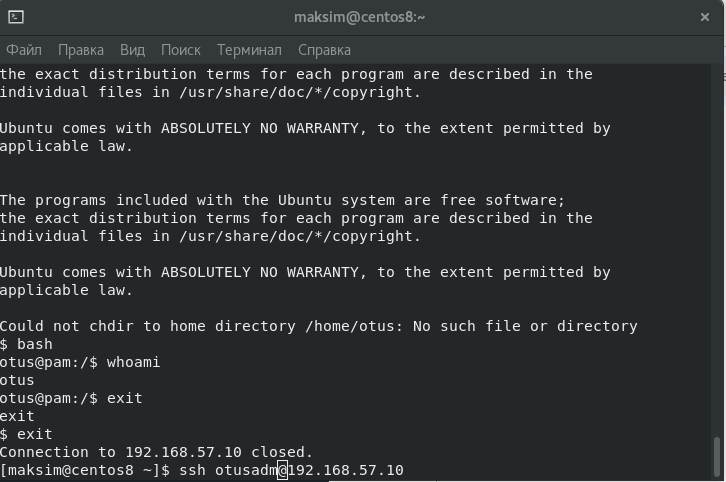 maksim@centos8:~
Файл Правка Вид Поиск Терминал Справка
the exact distribution terms for each program are described in the
individual files in /usr/share/doc/*/copyright.
Ubuntu comes with ABSOLUTELY NO WARRANTY, to the extent permitted by
applicable law.
The programs included with the Ubuntu system are free software;
the exact distribution terms for each program are described in the
individual files in /usr/share/doc/*/copyright.
Ubuntu comes with ABSOLUTELY NO WARRANTY, to the extent permitted by
applicable law.
Could not chdir to home directory /home/otus: No such file or directory
$ bash
otus@pam:/$ whoami
otus
otus@pam:/$ exit
exit
$ exit
Connection to 192.168.57.10 closed.
[maksim@centos8 ~]$ ssh otusadm@192.168.57.10